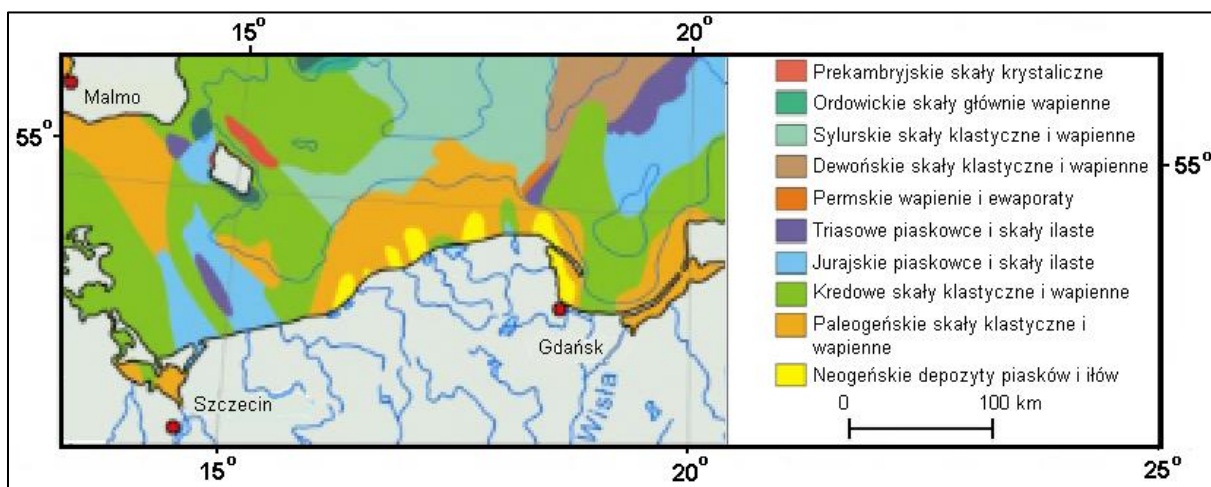 15°
20°
Malmo
55°
Gdańsk
Szczecin
Wisła
Prekambryjskie skały krystaliczne
Ordowickie skały głównie wapienne
Sylurskie skały klastyczne i wapienne
Dewońskie skały klastyczne i wapienne
Permskie wapienie i ewaporaty
Triasowe piaskowce i skały ilaste
Jurajskie piaskowce i skały ilaste
Kredowe skały klastyczne i wapienne
Paleogeńskie skały klastyczne i
wapienne
Neogeńskie depozyty piasków i iłów
0
100 km
55°
15°
20°
25°